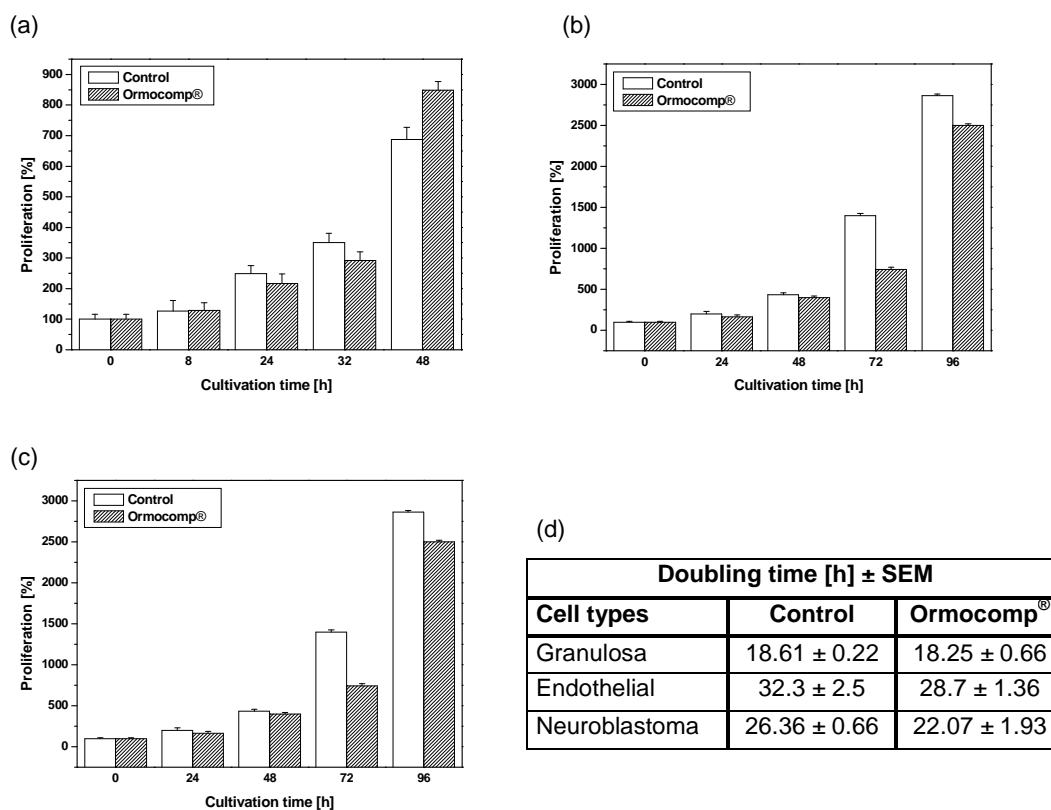 (a)
Control
Ormocomp®
900
800
700
600
500
400
300
200
100
0
Proliferation [%]
0 8 24 32 48
Cultivation time [h]
(b)
Control
Ormocomp®
3000
2500
2000
1500
1000
500
0
Proliferation [%]
0 24 48 72 96
Cultivation time [h]
(c)
Control
Ormocomp®
3000
2500
2000
1500
1000
500
0
Proliferation [%]
0 24 48 72 96
Cultivation time [h]
(d)
Doubling time [h] ± SEM
Cell types Control Ormocomp®
Granulosa 18.61 ± 0.22 18.25 ± 0.66
Endothelial 32.3 ± 2.5 28.7 ± 1.36
Neuroblastoma 26.36 ± 0.66 22.07 ± 1.93